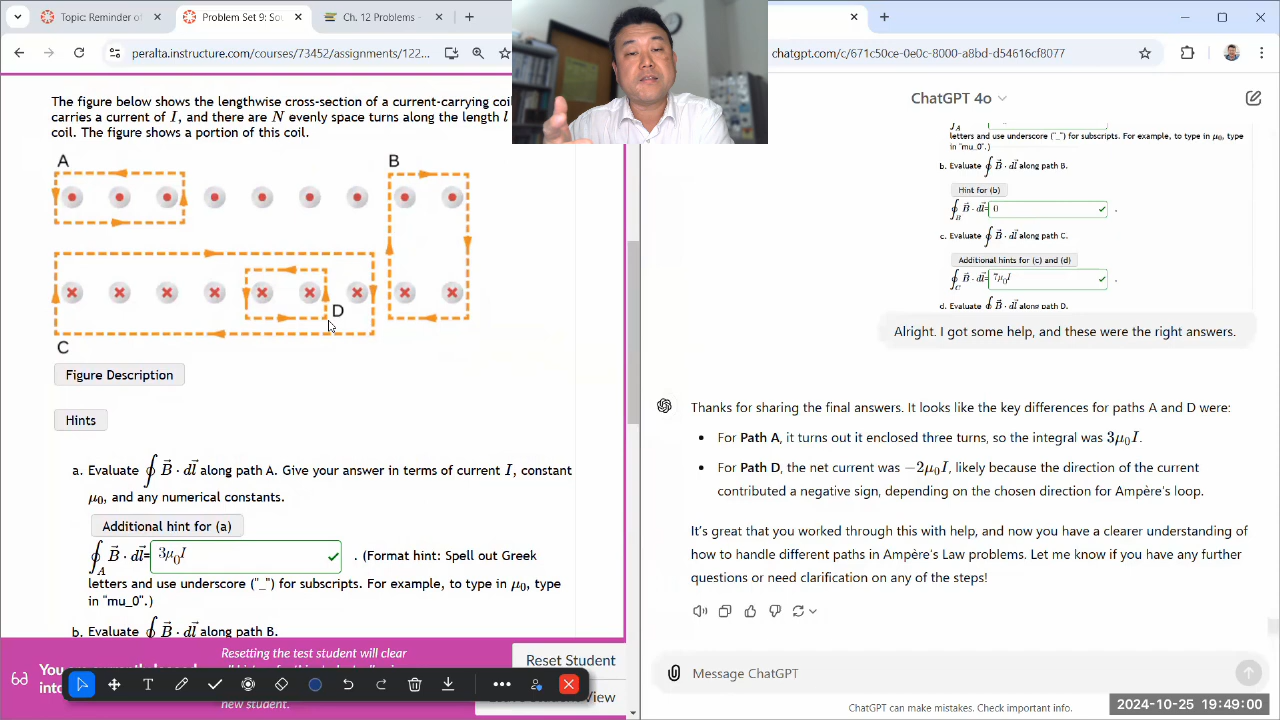 Topic: Reminder of
Problem Set 9: Sou
Ch. 12 Problems -
peralta.instructure.com/courses/73452/assignments/122...
chatgpt.com/c/671c50ce-e1e0c-8000-a8bd-d54616cf8077
The figure below shows the lengthwise cross-section of a current-carrying coil
carries a current of I, and there are N evenly space turns along the length l
coil. The figure shows a portion of this coil.
A
B
D
C
Figure Description
Hints
a. Evaluate ∮ B⃗ · dl⃗ along path A. Give your answer in terms of current I, constant
μ₀, and any numerical constants.
Additional hint for (a)
∮_A B⃗ · dl⃗= 3μ₀I . (Format hint: Spell out Greek
letters and use underscore ("_") for subscripts. For example, to type in μ₀, type
in "mu_0".)
b. Evaluate ∮ B⃗ · dl⃗ along path B.
Resetting the test student will clear
new student.
Reset Student
View
ChatGPT 4o
letters and use underscore ("_") for subscripts. For example, to type in μ₀, type
in "mu_0".)
b. Evaluate ∮ B⃗ · dl⃗ along path B.
Hint for (b)
∮_B B⃗ · dl⃗= 0 .
c. Evaluate ∮ B⃗ · dl⃗ along path C.
Additional hints for (c) and (d)
∮_C B⃗ · dl⃗= 7μ₀I .
d. Evaluate ∮ B⃗ · dl⃗ along path D.
Alright. I got some help, and these were the right answers.
Thanks for sharing the final answers. It looks like the key differences for paths A and D were:
• For Path A, it turns out it enclosed three turns, so the integral was 3μ₀I.
• For Path D, the net current was −2μ₀I, likely because the direction of the current
contributed a negative sign, depending on the chosen direction for Ampère's loop.
It's great that you worked through this with help, and now you have a clearer understanding of
how to handle different paths in Ampère's Law problems. Let me know if you have any further
questions or need clarification on any of the steps!
Message ChatGPT
ChatGPT can make mistakes. Check important info.
2024-10-25 19:49:00